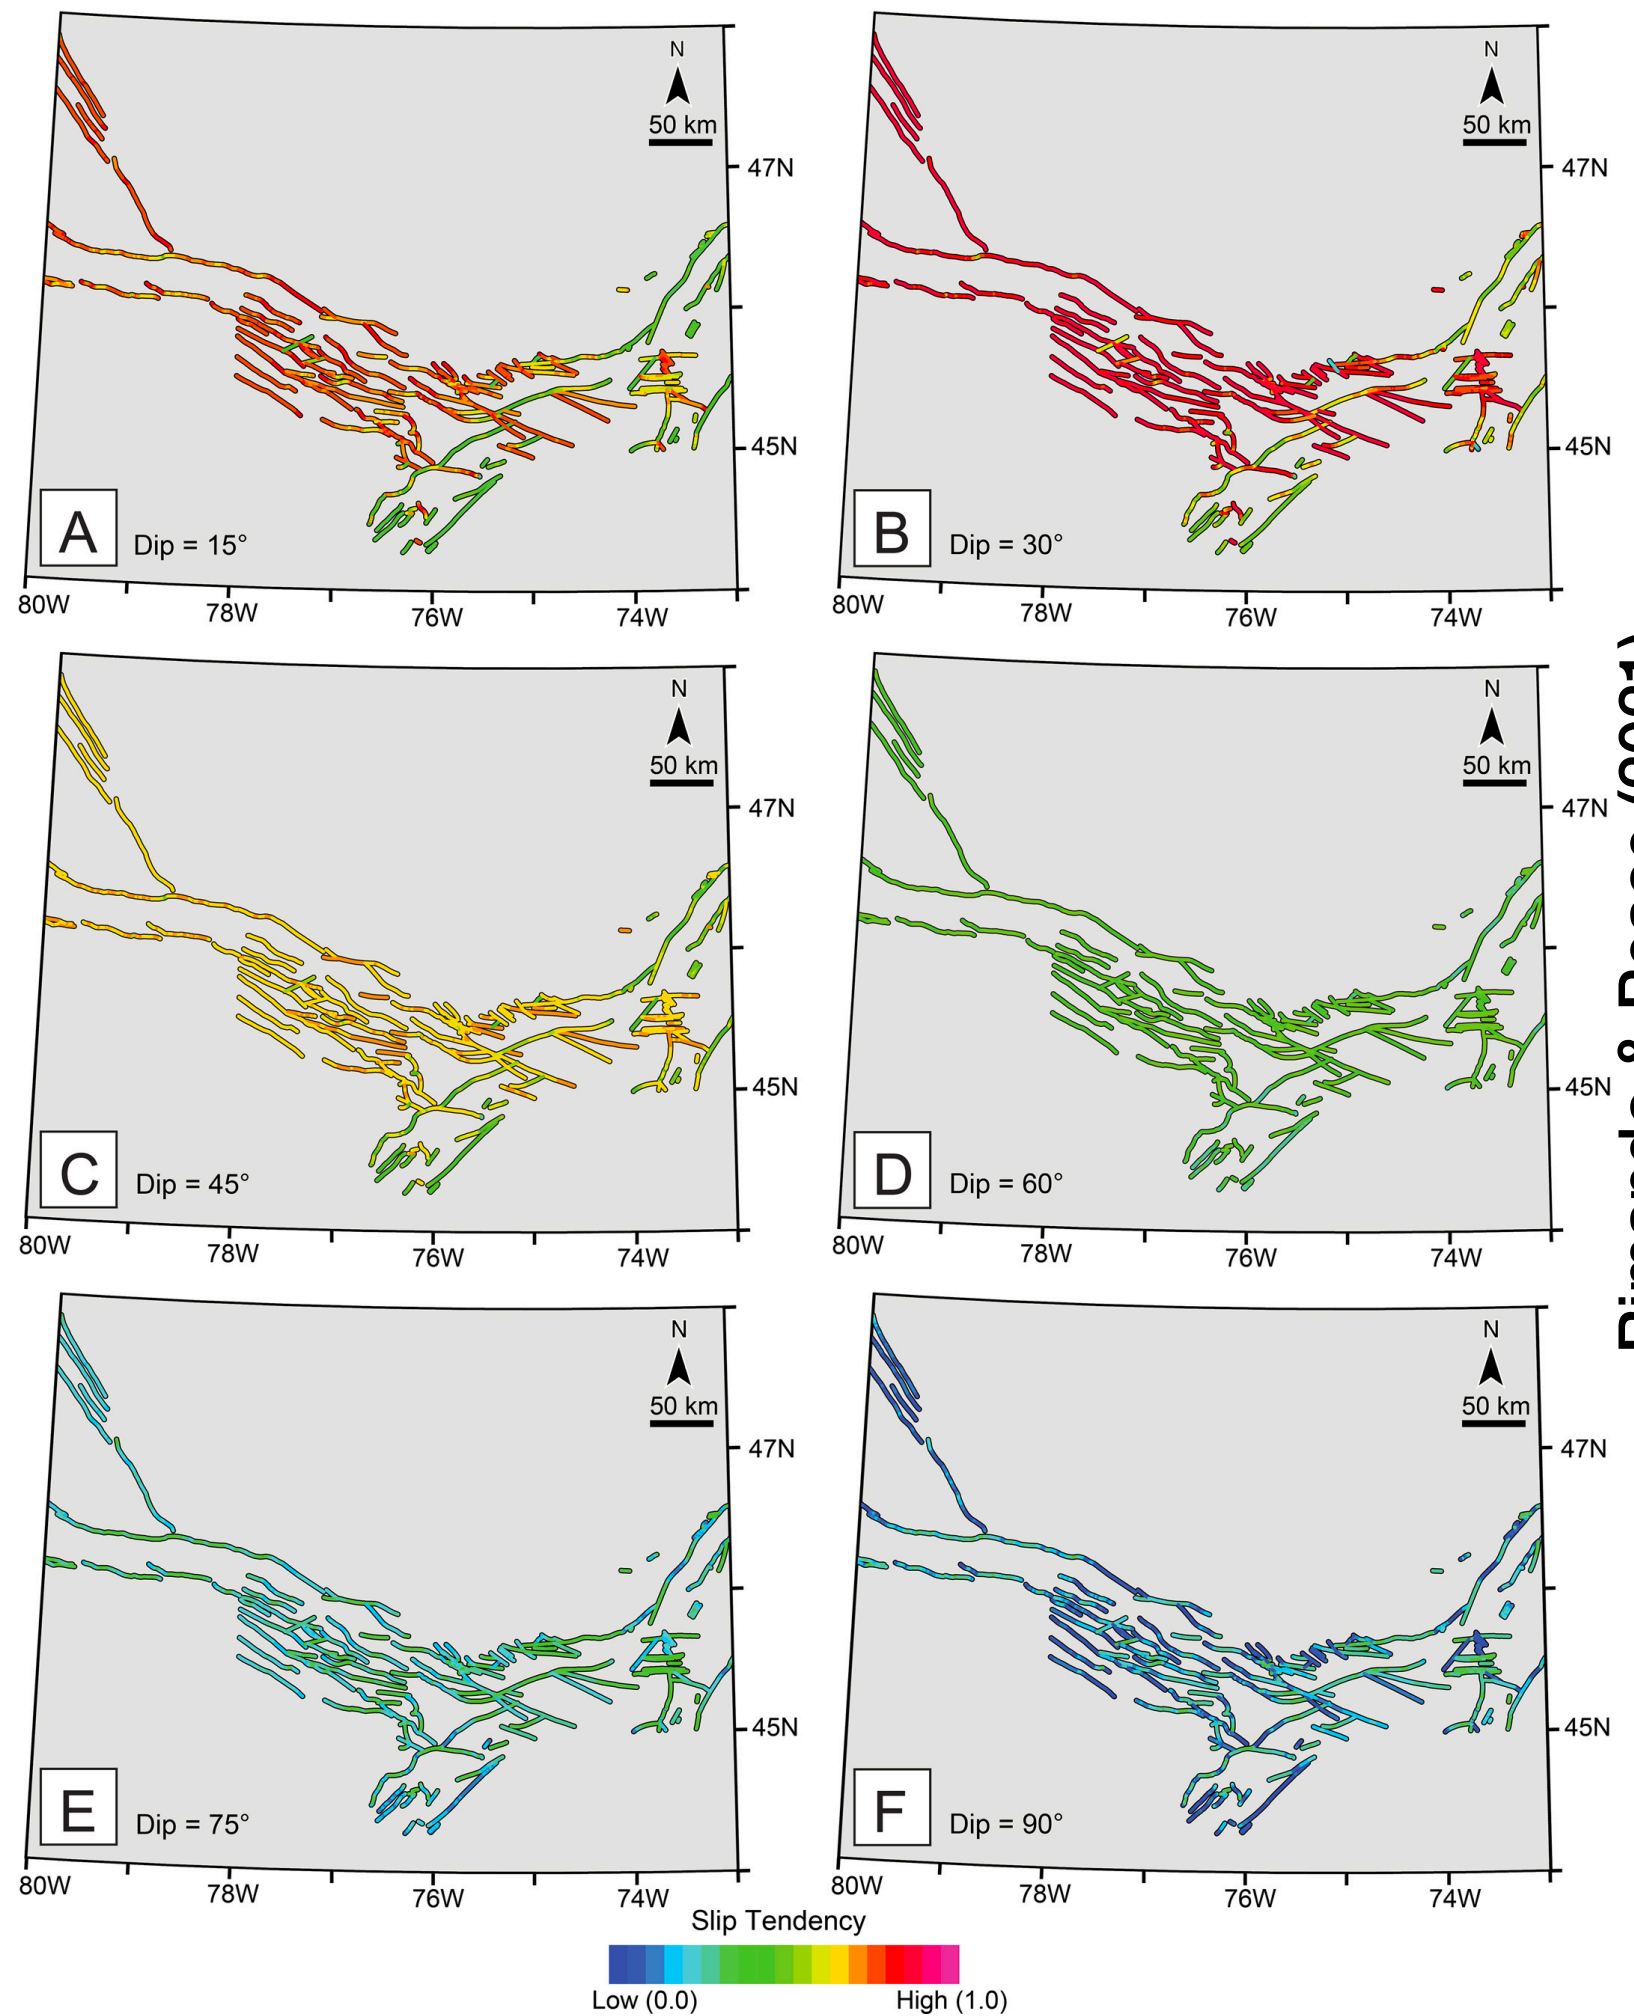 N
50 km
47N
45N
A
Dip = 15°
80W
78W
76W
74W
N
50 km
47N
45N
B
Dip = 30°
80W
78W
76W
74W
N
50 km
47N
45N
C
Dip = 45°
80W
78W
76W
74W
N
50 km
47N
45N
D
Dip = 60°
80W
78W
76W
74W
N
50 km
47N
45N
E
Dip = 75°
80W
78W
76W
74W
N
50 km
47N
45N
F
Dip = 90°
80W
78W
76W
74W
Slip Tendency
Low (0.0)
High (1.0)